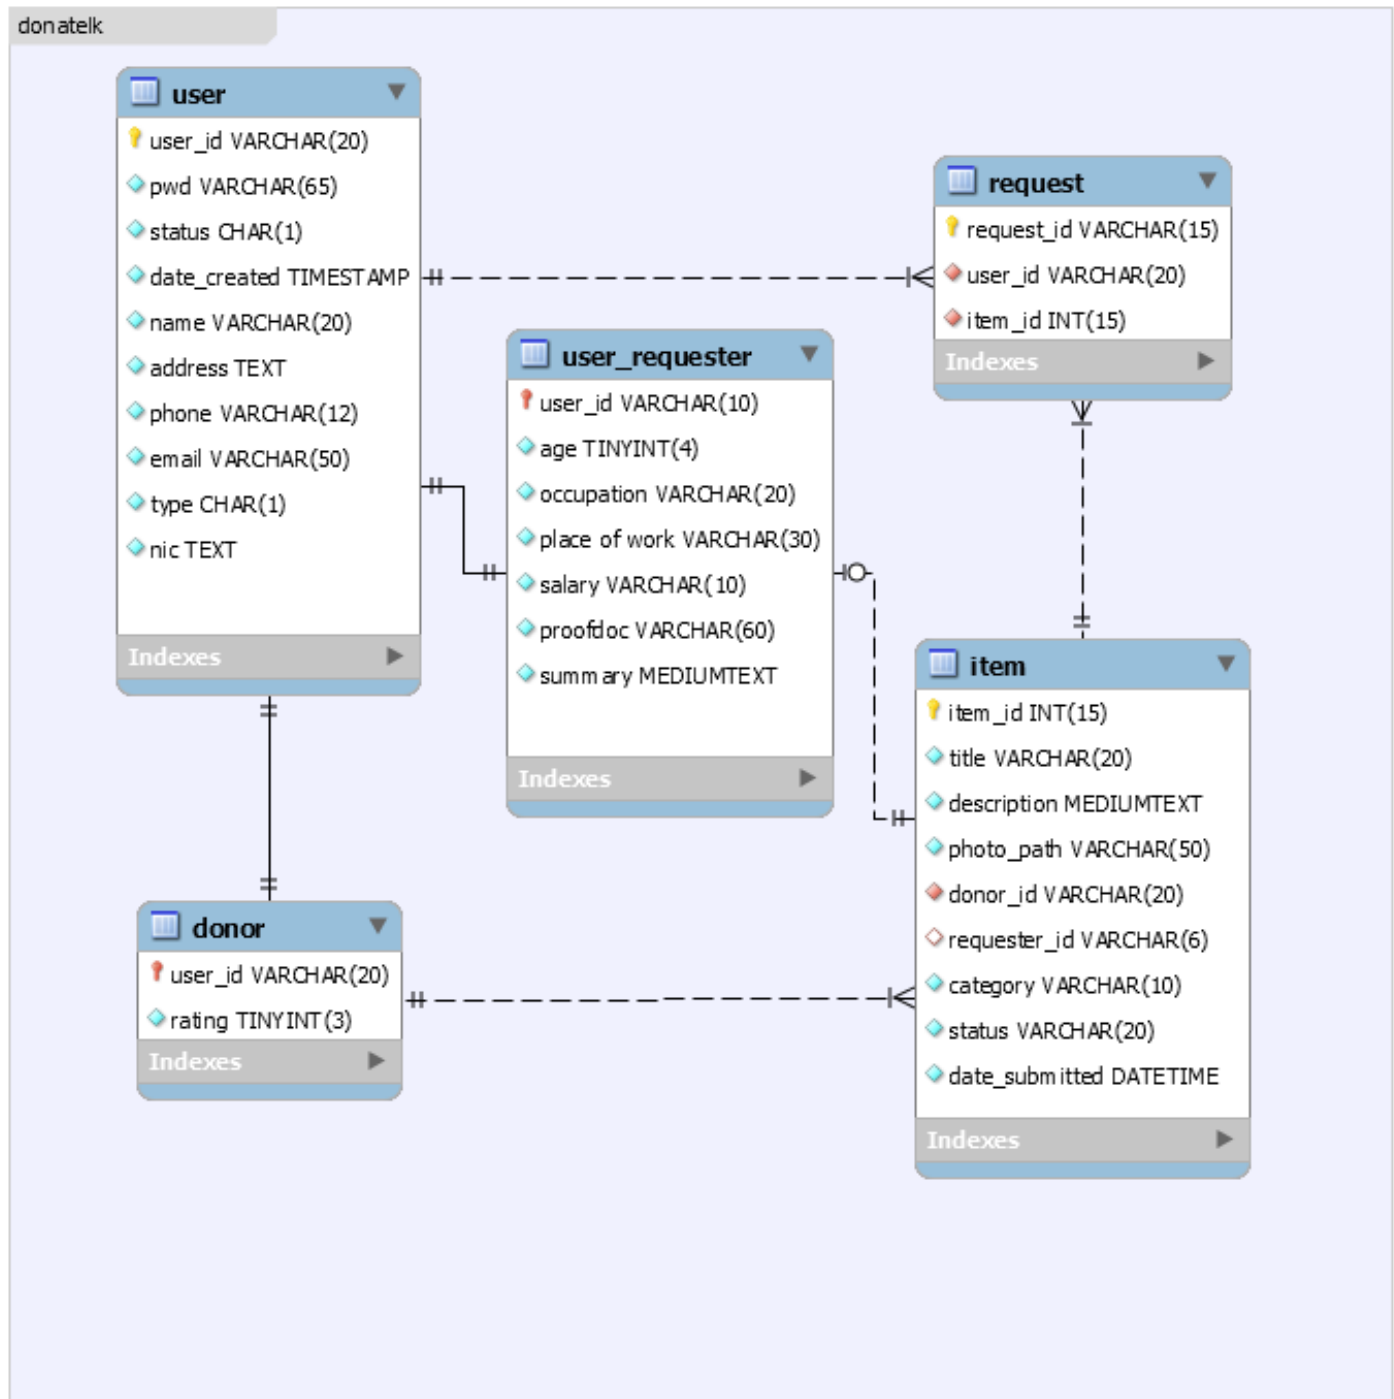 donatelk
user
user_id VARCHAR(20)
pwd VARCHAR(65)
status CHAR(1)
date_created TIMESTAMP
name VARCHAR(20)
address TEXT
phone VARCHAR(12)
email VARCHAR(50)
type CHAR(1)
nic TEXT
Indexes
request
request_id VARCHAR(15)
user_id VARCHAR(20)
item_id INT(15)
Indexes
user_requester
user_id VARCHAR(10)
age TINYINT(4)
occupation VARCHAR(20)
place of work VARCHAR(30)
salary VARCHAR(10)
proofdoc VARCHAR(60)
summary MEDIUMTEXT
Indexes
item
item_id INT(15)
title VARCHAR(20)
description MEDIUMTEXT
photo_path VARCHAR(50)
donor_id VARCHAR(20)
requester_id VARCHAR(6)
category VARCHAR(10)
status VARCHAR(20)
date_submitted DATETIME
Indexes
donor
user_id VARCHAR(20)
rating TINYINT(3)
Indexes